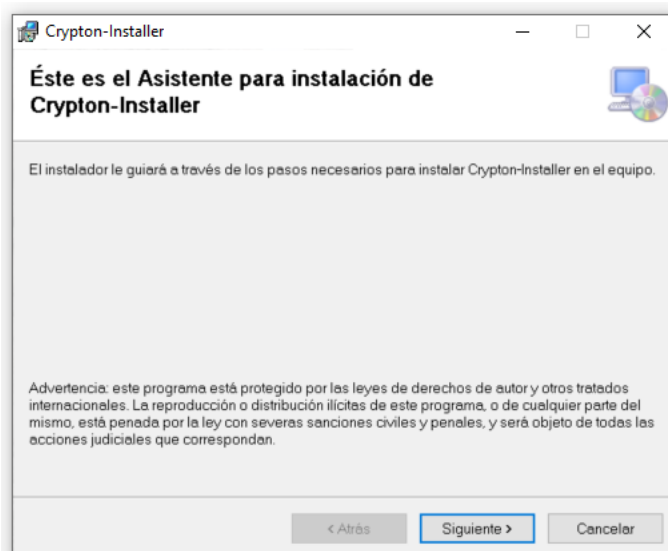 Crypton-Installer
Éste es el Asistente para instalación de
Crypton-Installer
El instalador le guiará a través de los pasos necesarios para instalar Crypton-Installer en el equipo.
Advertencia: este programa está protegido por las leyes de derechos de autor y otros tratados
internacionales. La reproducción o distribución ilícitas de este programa, o de cualquier parte del
mismo, está penada por la ley con severas sanciones civiles y penales, y será objeto de todas las
acciones judiciales que correspondan.
< Atrás Siguiente > Cancelar